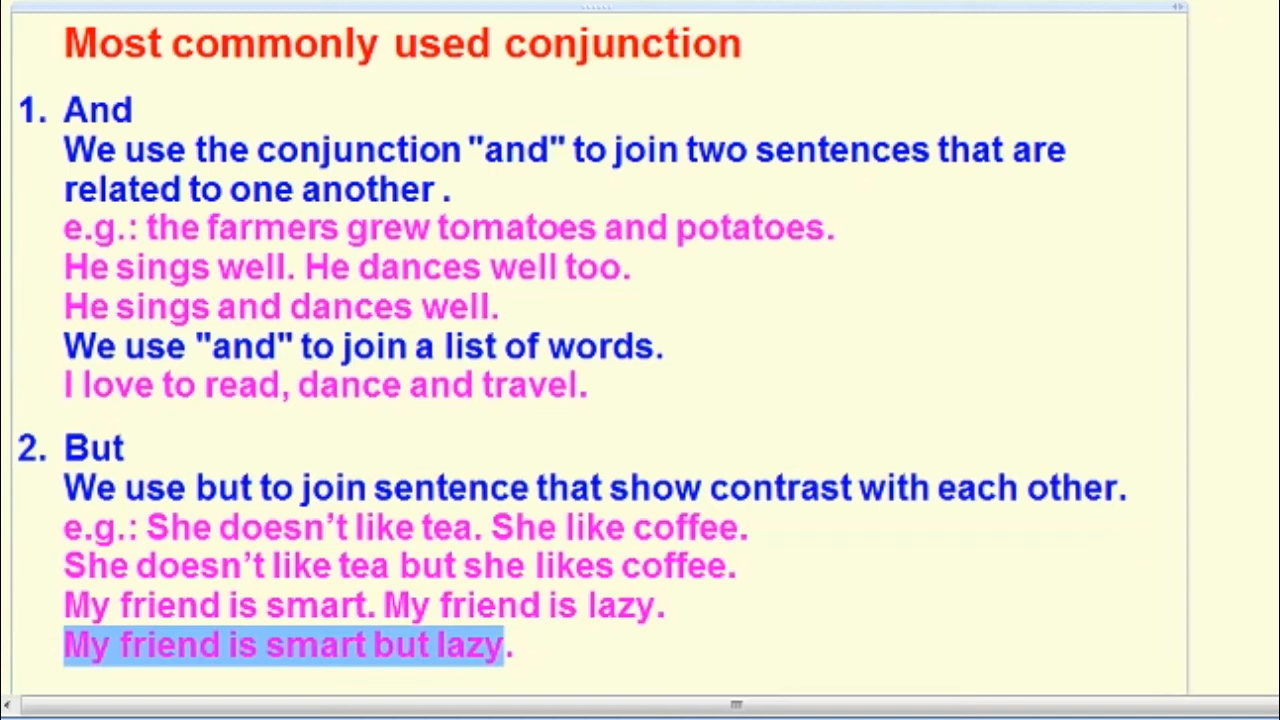 Most commonly used conjunction
1. And
We use the conjunction "and" to join two sentences that are
related to one another .
e.g.: the farmers grew tomatoes and potatoes.
He sings well. He dances well too.
He sings and dances well.
We use "and" to join a list of words.
I love to read, dance and travel.
2. But
We use but to join sentence that show contrast with each other.
e.g.: She doesn’t like tea. She like coffee.
She doesn’t like tea but she likes coffee.
My friend is smart. My friend is lazy.
My friend is smart but lazy.